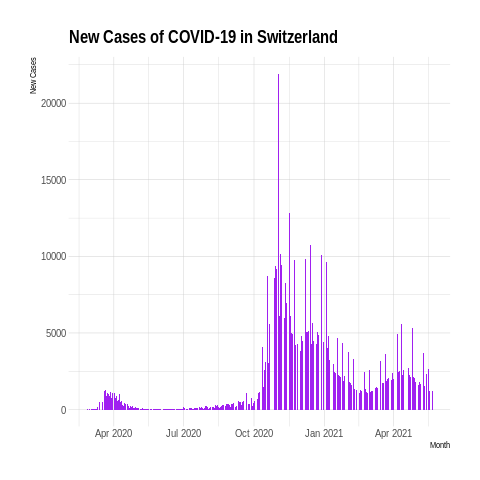 New Cases of COVID-19 in Switzerland
New Cases
20000
15000
10000
5000
0
Apr 2020 Jul 2020 Oct 2020 Jan 2021 Apr 2021
Month